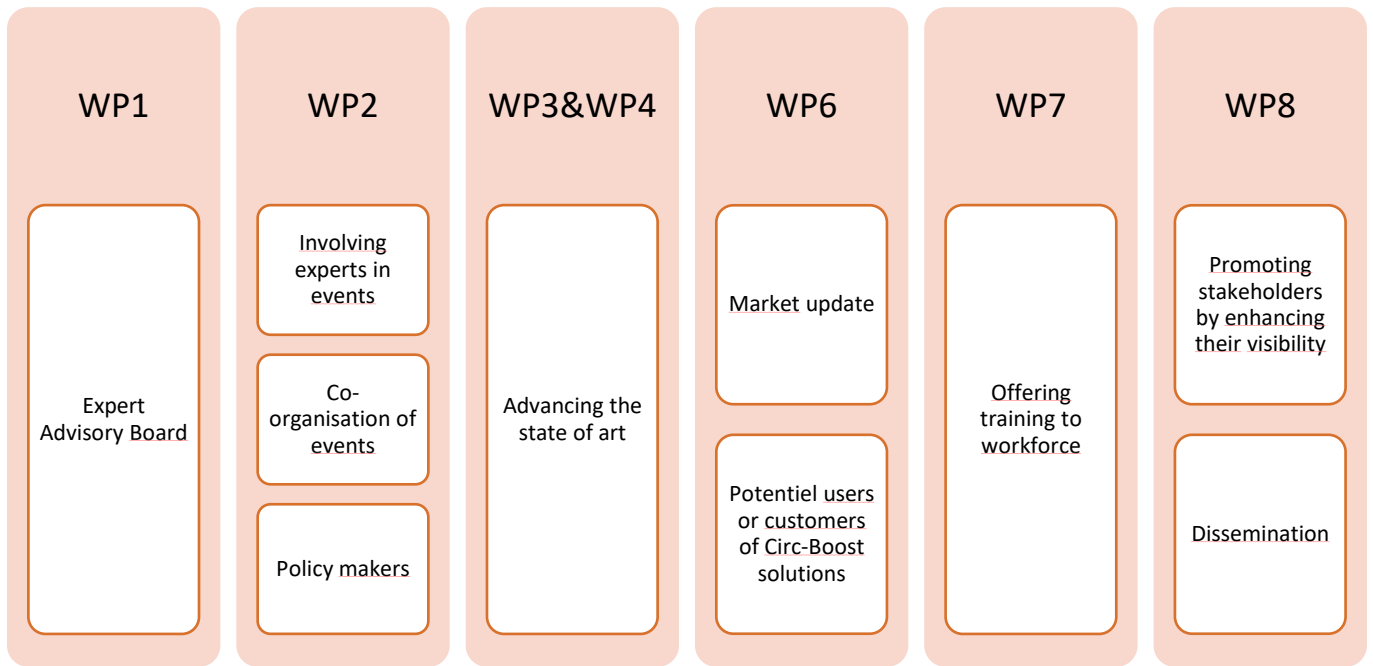 WP1
Expert
Advisory Board
WP2
Involving
experts in
events
Co-
organisation of
events
Policy makers
WP3&WP4
Advancing the
state of art
WP6
Market update
Potentiel users
or customers
of Circ-Boost
solutions
WP7
Offering
training to
workforce
WP8
Promoting
stakeholders
by enhancing
their visibility
Dissemination